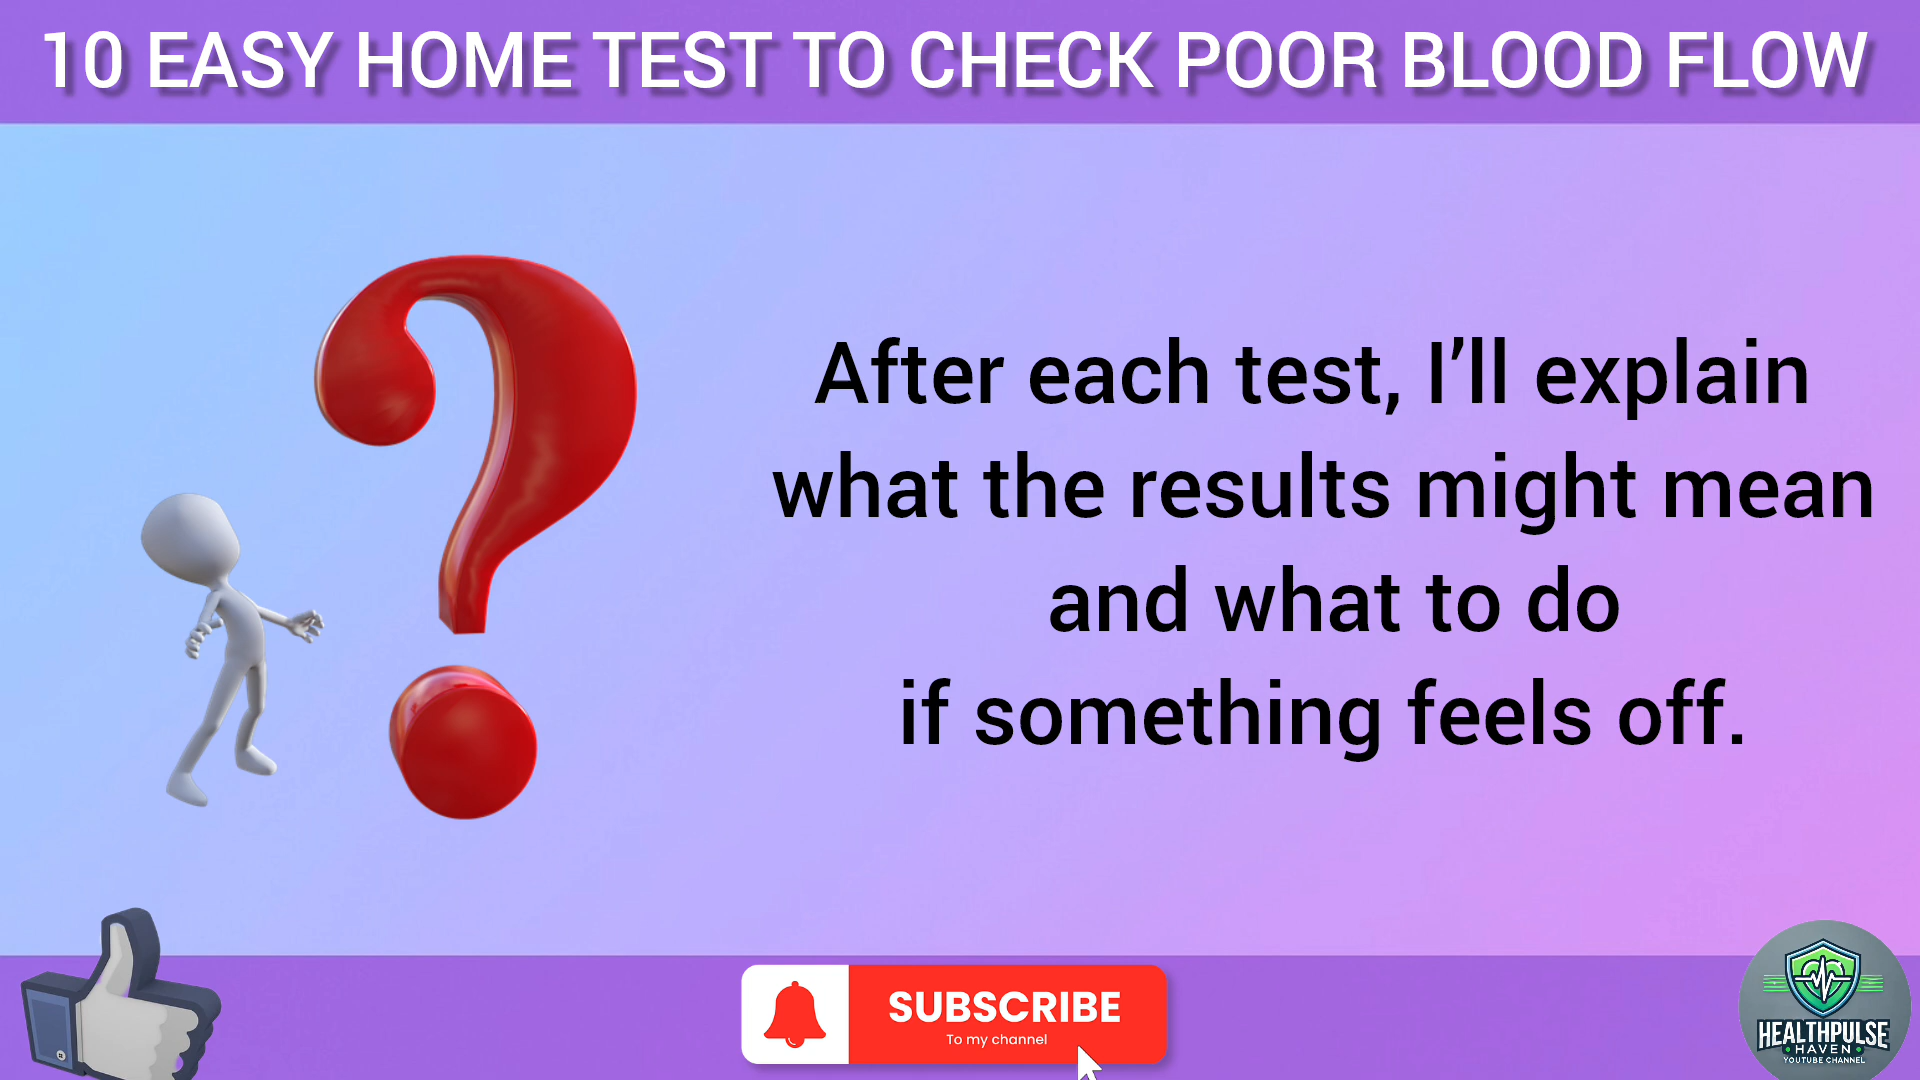 10 EASY HOME TEST TO CHECK POOR BLOOD FLOW
After each test, I’ll explain
what the results might mean
and what to do
if something feels off.
SUBSCRIBE
To my channel
HEALTHPULSE
HAVEN
YOUTUBE CHANNEL